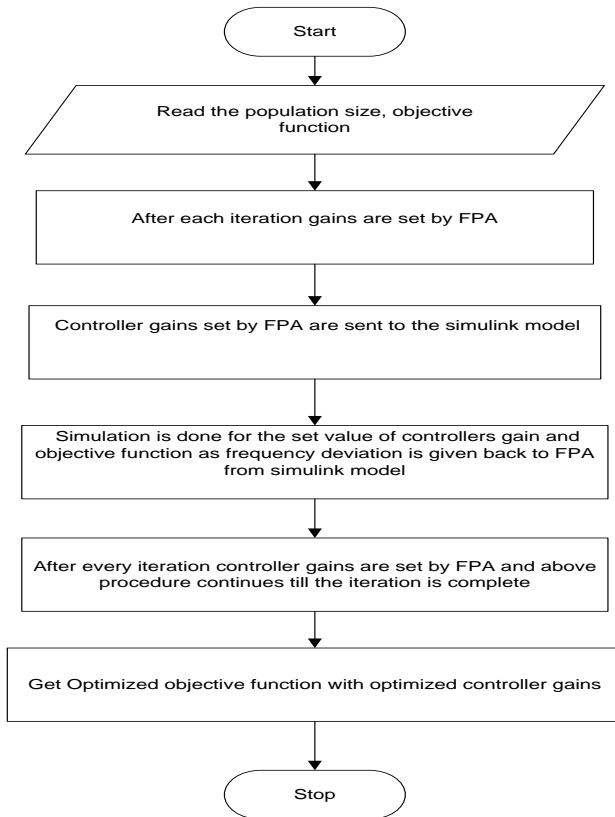 Start
Read the population size, objective
function
After each iteration gains are set by FPA
Controller gains set by FPA are sent to the simulink model
Simulation is done for the set value of controllers gain and
objective function as frequency deviation is given back to FPA
from simulink model
After every iteration controller gains are set by FPA and above
procedure continues till the iteration is complete
Get Optimized objective function with optimized controller gains
Stop